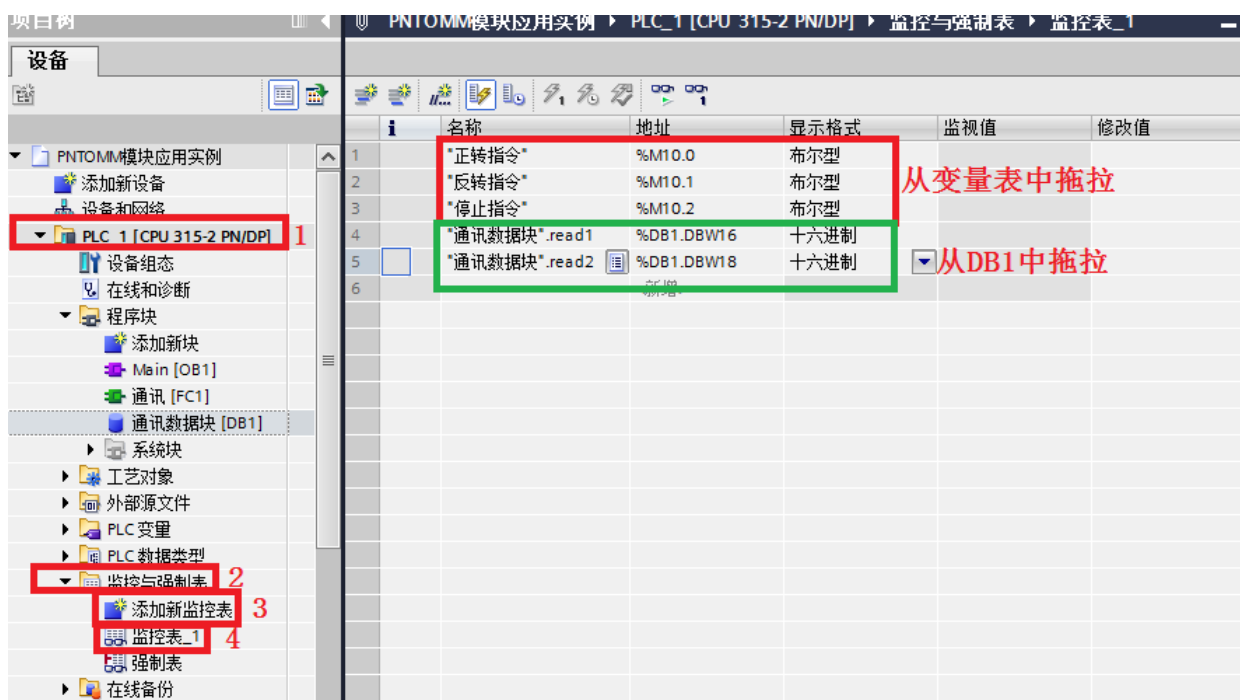 项目树
PNTOMM模块应用实例 ▸ PLC_1 [CPU 315-2 PN/DP] ▸ 监控与强制表 ▸ 监控表_1
设备
i 名称 地址 显示格式 监视值 修改值
PNTOMM模块应用实例
添加新设备
设备和网络
PLC_1 [CPU 315-2 PN/DP] 1
设备组态
在线和诊断
程序块
添加新块
Main [OB1]
通讯 [FC1]
通讯数据块 [DB1]
系统块
工艺对象
外部源文件
PLC 变量
PLC 数据类型
监控与强制表 2
添加新监控表 3
监控表_1 4
强制表
在线备份
1 "正转指令" %M10.0 布尔型
2 "反转指令" %M10.1 布尔型
3 "停止指令" %M10.2 布尔型
4 "通讯数据块".read1 %DB1.DBW16 十六进制
5 "通讯数据块".read2 %DB1.DBW18 十六进制
6 <新增>
从变量表中拖拉
从DB1中拖拉